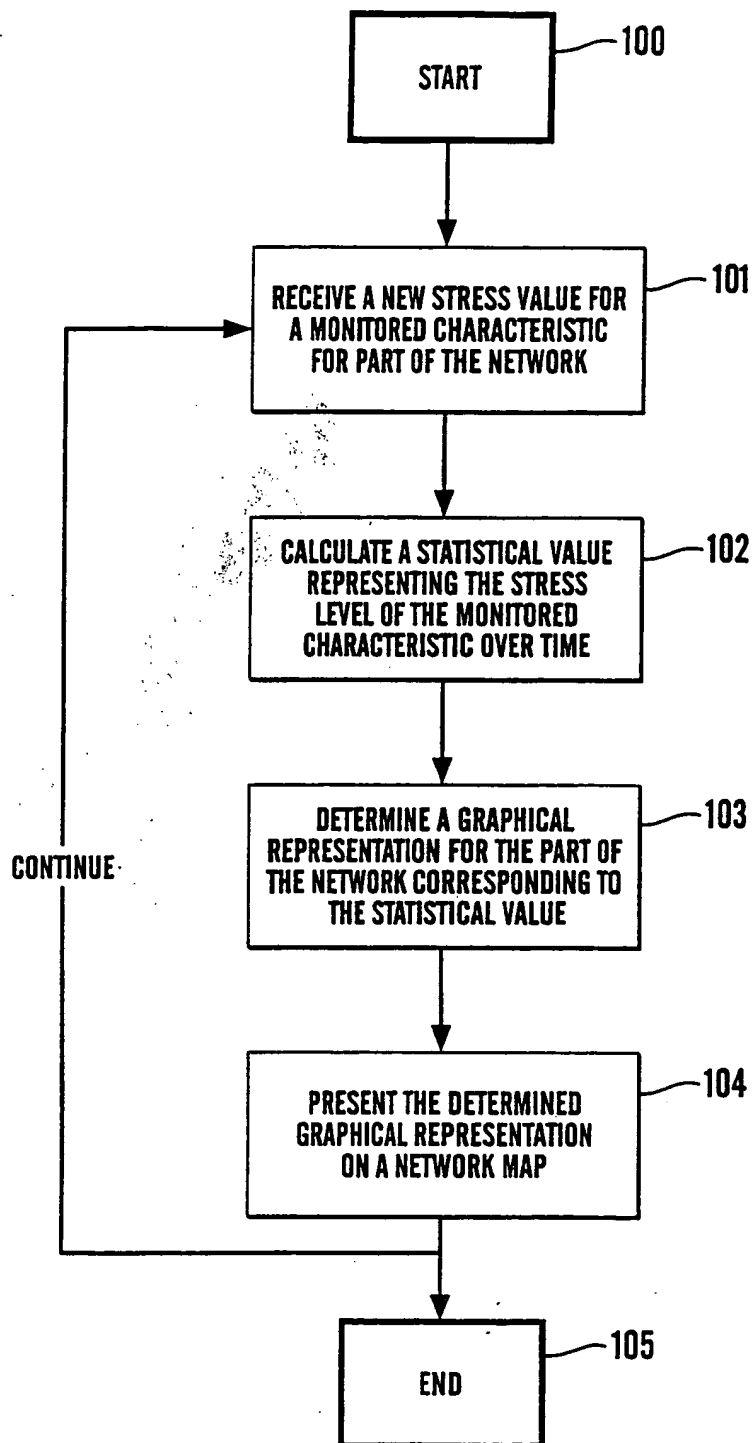 START
100
RECEIVE A NEW STRESS VALUE FOR
A MONITORED CHARACTERISTIC
FOR PART OF THE NETWORK
101
CALCULATE A STATISTICAL VALUE
REPRESENTING THE STRESS
LEVEL OF THE MONITORED
CHARACTERISTIC OVER TIME
102
DETERMINE A GRAPHICAL
REPRESENTATION FOR THE PART OF
THE NETWORK CORRESPONDING TO
THE STATISTICAL VALUE
103
CONTINUE
PRESENT THE DETERMINED
GRAPHICAL REPRESENTATION
ON A NETWORK MAP
104
END
105